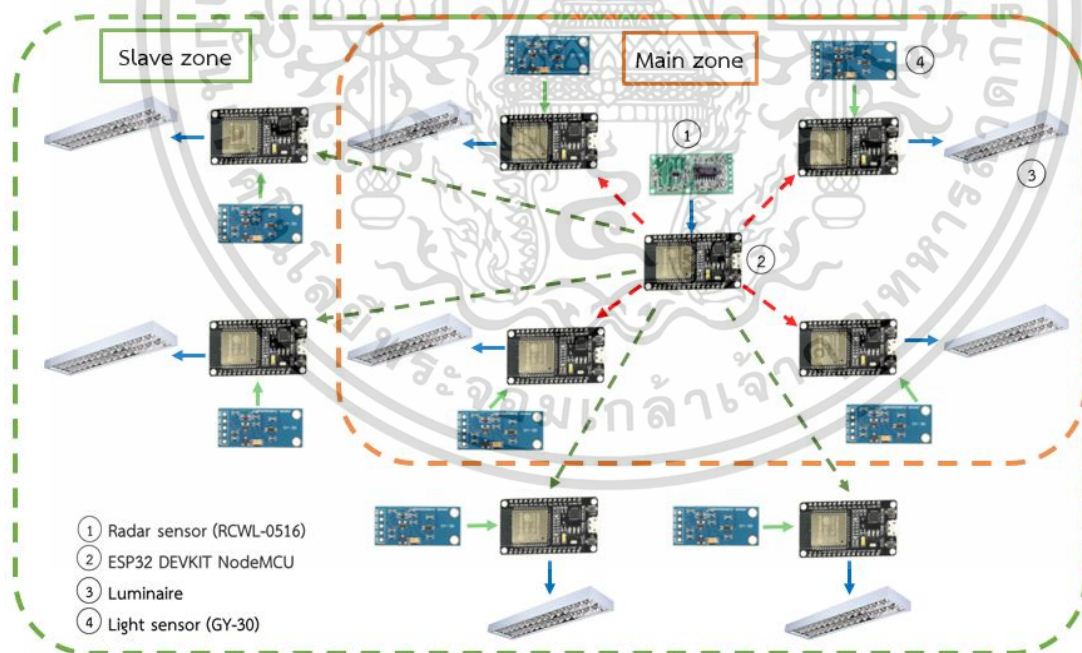 Slave zone
Main zone
4
1
3
2
1 Radar sensor (RCWL-0516)
2 ESP32 DEVKIT NodeMCU
3 Luminaire
4 Light sensor (GY-30)